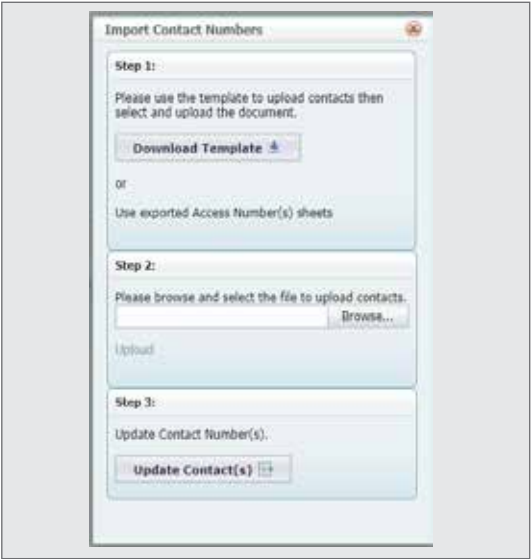 Import Contact Numbers
Step 1:
Please use the template to upload contacts then
select and upload the document.
Download Template
or
Use exported Access Number(s) sheets
Step 2:
Please browse and select the file to upload contacts.
Browse...
Upload
Step 3:
Update Contact Number(s).
Update Contact(s)